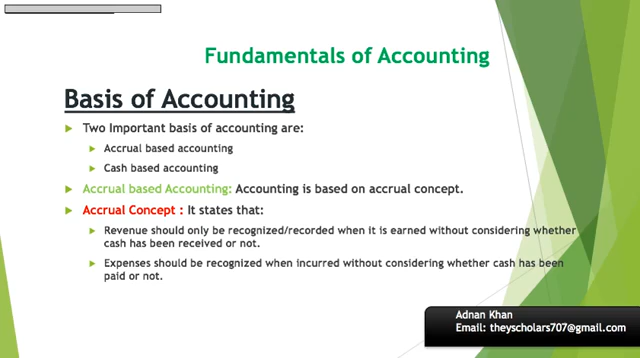 Fundamentals of Accounting
Basis of Accounting
Two Important basis of accounting are:
Accrual based accounting
Cash based accounting
Accrual based Accounting: Accounting is based on accrual concept.
Accrual Concept : It states that:
Revenue should only be recognized/recorded when it is earned without considering whether
cash has been received or not.
Expenses should be recognized when incurred without considering whether cash has been
paid or not.
Adnan Khan
Email: theyscholars707@gmail.com